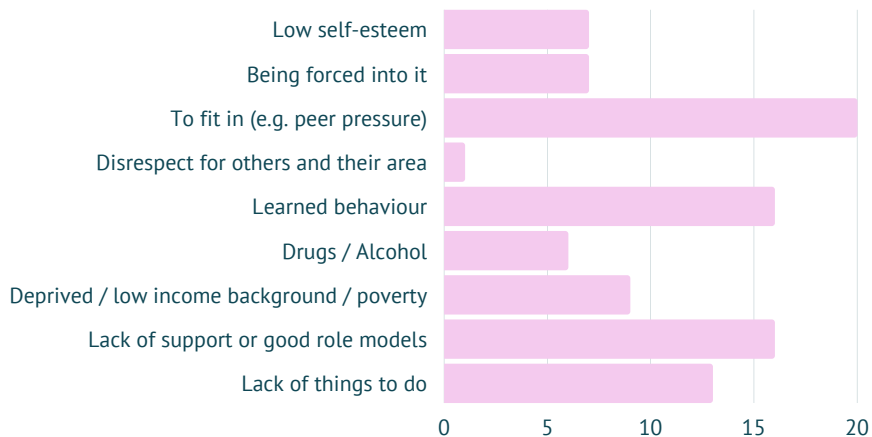 Low self-esteem
Being forced into it
To fit in (e.g. peer pressure)
Disrespect for others and their area
Learned behaviour
Drugs / Alcohol
Deprived / low income background / poverty
Lack of support or good role models
Lack of things to do
0 5 10 15 20